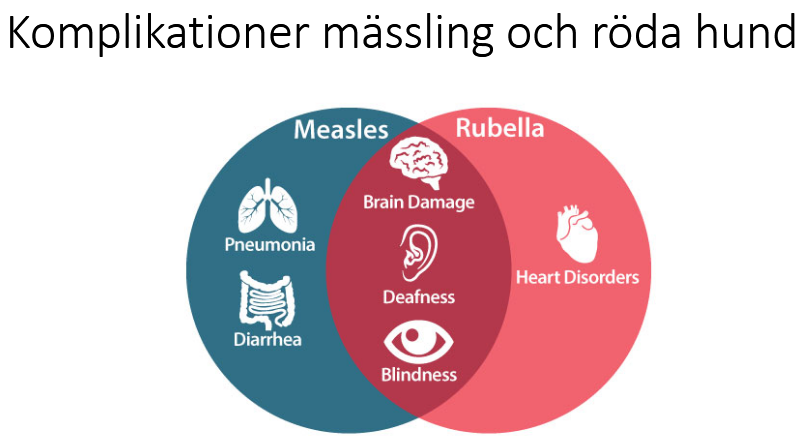 Komplikationer mässling och röda hund
Measles
Rubella
Brain Damage
Pneumonia
Deafness
Heart Disorders
Diarrhea
Blindness